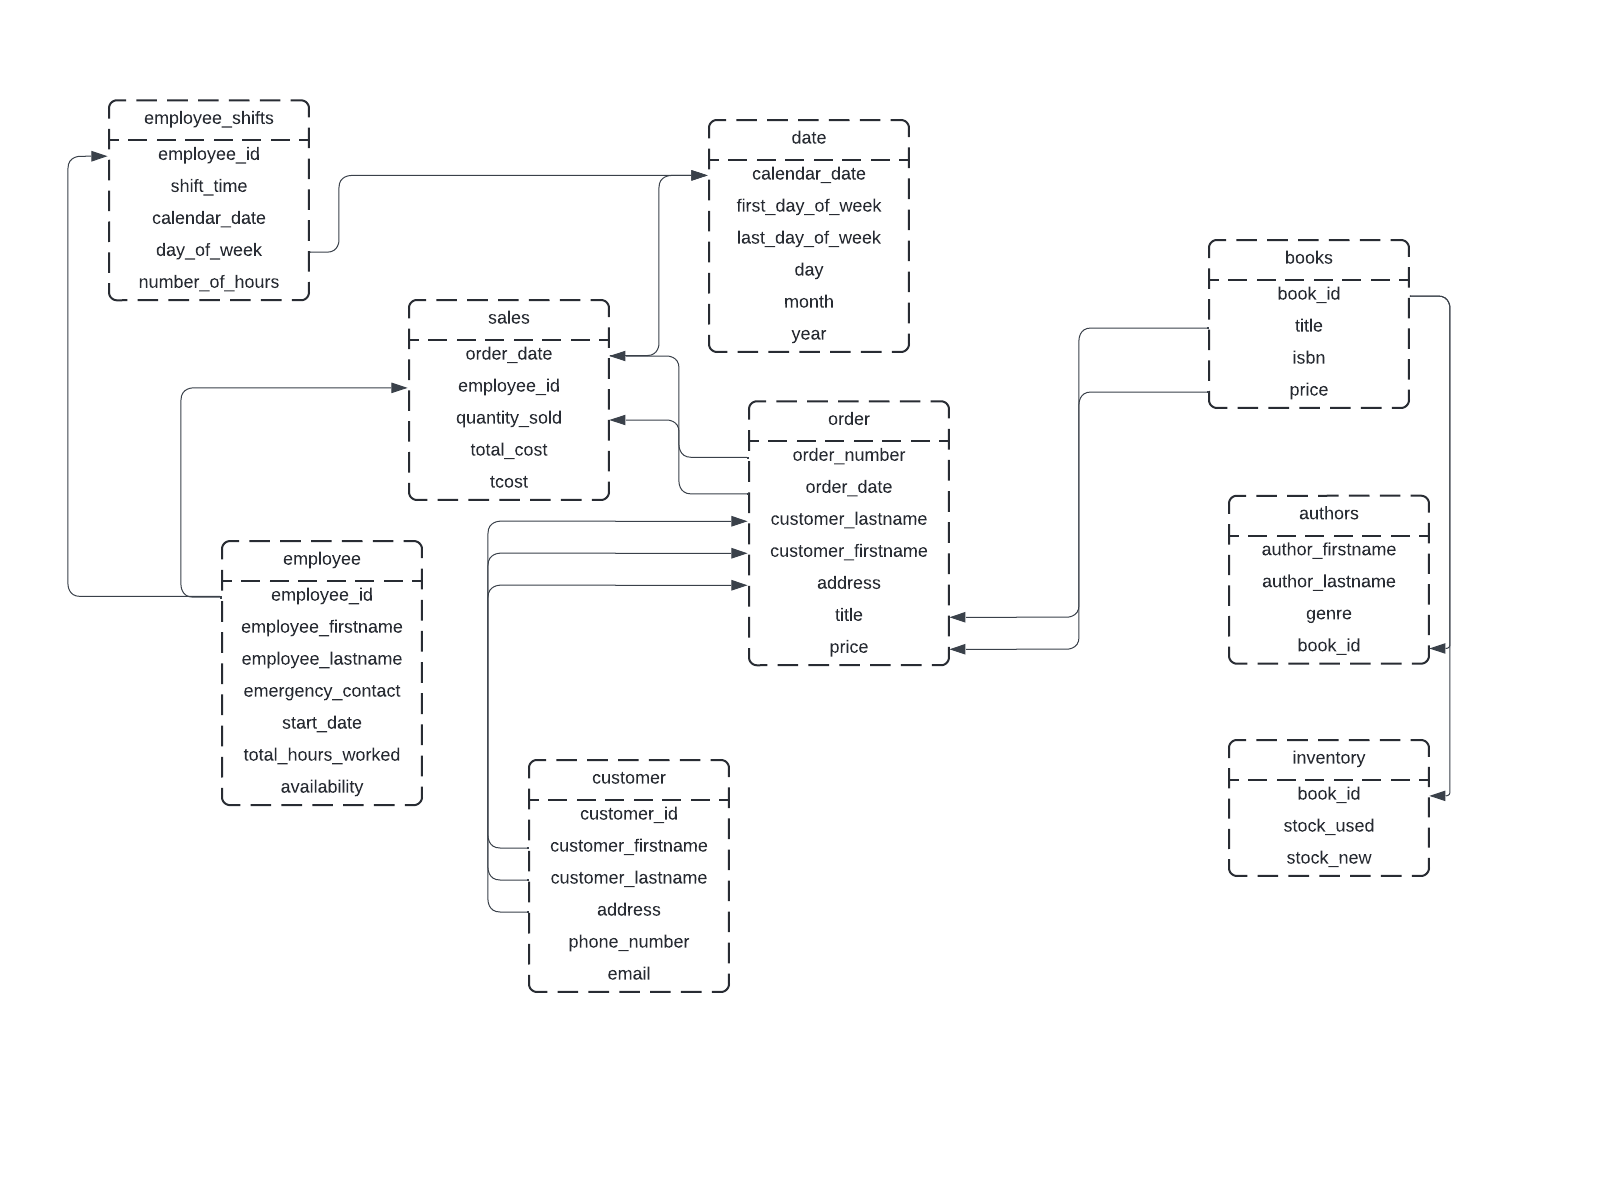 employee_shifts
employee_id
shift_time
calendar_date
day_of_week
number_of_hours
date
calendar_date
first_day_of_week
last_day_of_week
day
month
year
books
book_id
title
isbn
price
sales
order_date
employee_id
quantity_sold
total_cost
tcost
order
order_number
order_date
customer_lastname
customer_firstname
address
title
price
authors
author_firstname
author_lastname
genre
book_id
employee
employee_id
employee_firstname
employee_lastname
emergency_contact
start_date
total_hours_worked
availability
customer
customer_id
customer_firstname
customer_lastname
address
phone_number
email
inventory
book_id
stock_used
stock_new